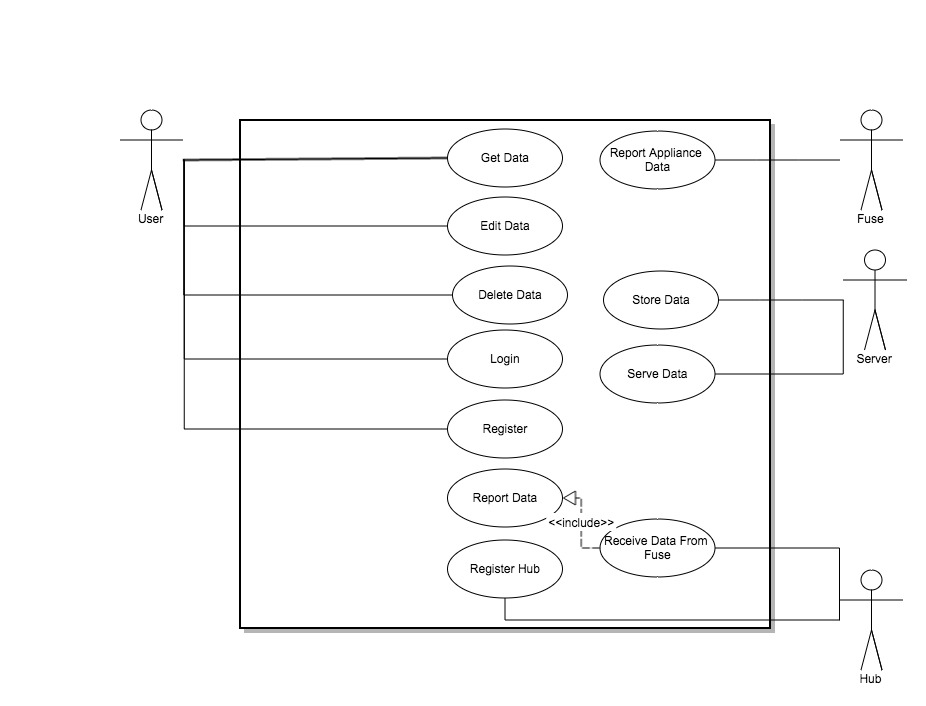 User
Get Data
Edit Data
Delete Data
Login
Register
Report Data
Register Hub
<<include>>
Report Appliance
Data
Store Data
Serve Data
Receive Data From
Fuse
Fuse
Server
Hub